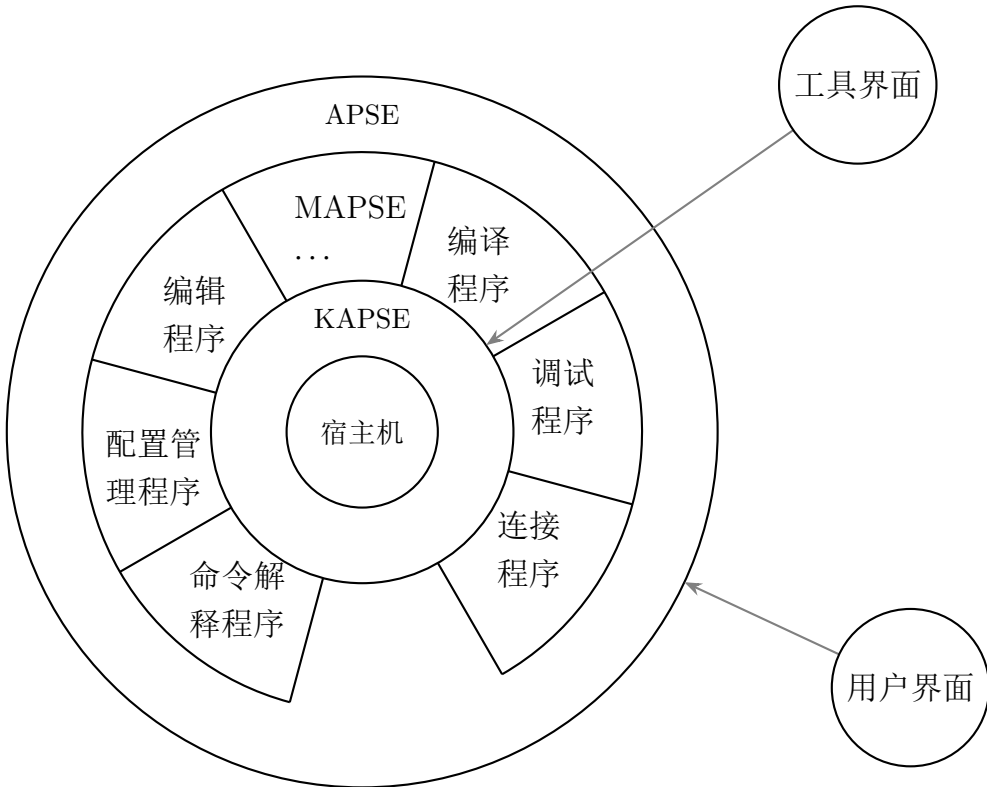 工具界面
APSE
MAPSE
...
编译
程序
编辑
程序
KAPSE
调试
程序
宿主机
配置管
理程序
连接
程序
命令解
释程序
用户界面